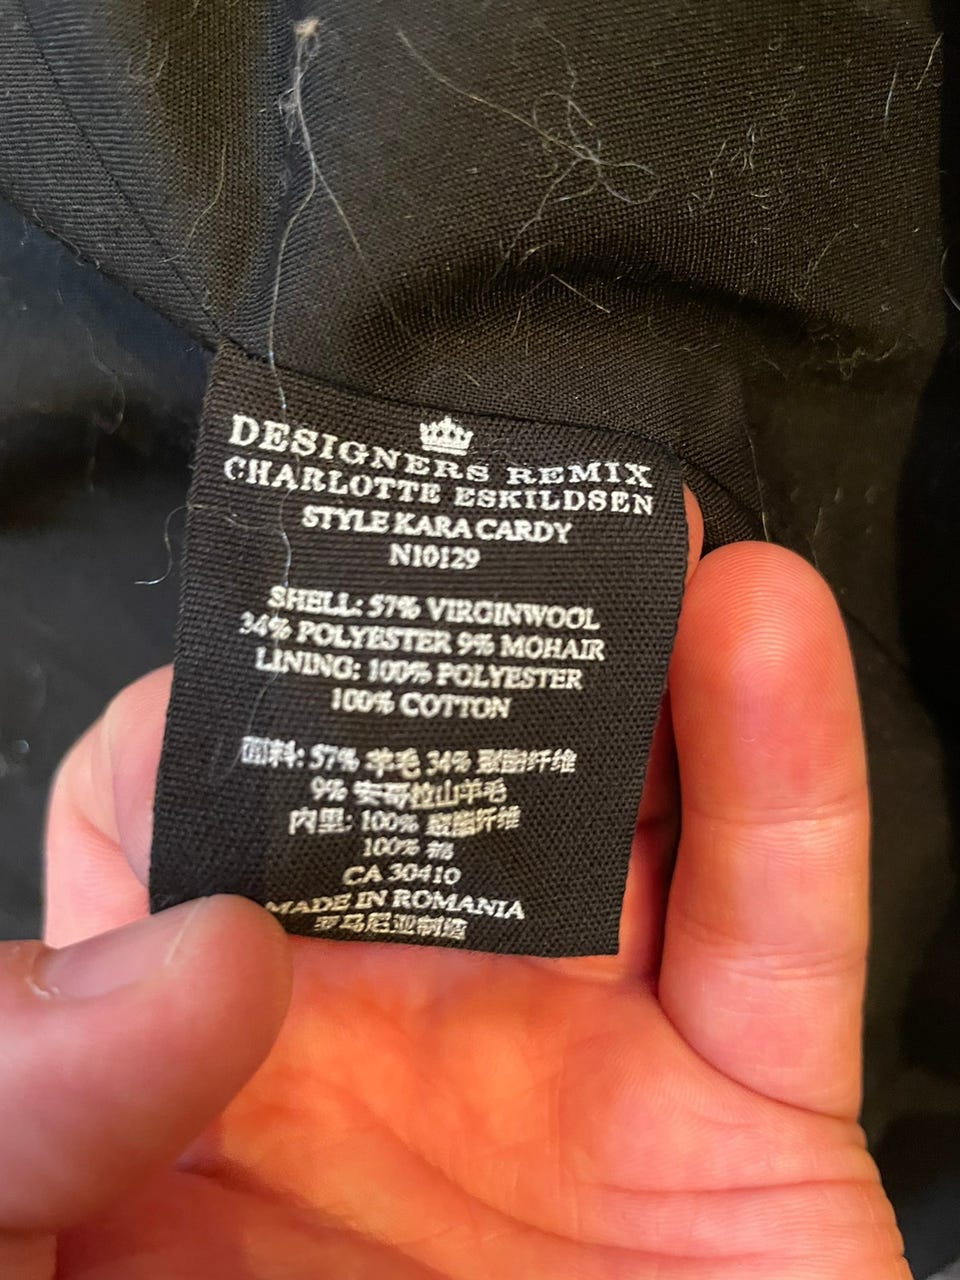 DESIGNERS REMIX
CHARLOTTE ESKILDSEN
STYLE KARA CARDY
N10129
SHELL: 57% VIRGINWOOL
34% POLYESTER 9% MOHAIR
LINING: 100% POLYESTER
100% COTTON
面料: 57% 羊毛 34% 聚酯纤维
9% 安哥拉山羊毛
内里: 100% 聚酯纤维
100% 棉
CA 30410
MADE IN ROMANIA
罗马尼亚制造